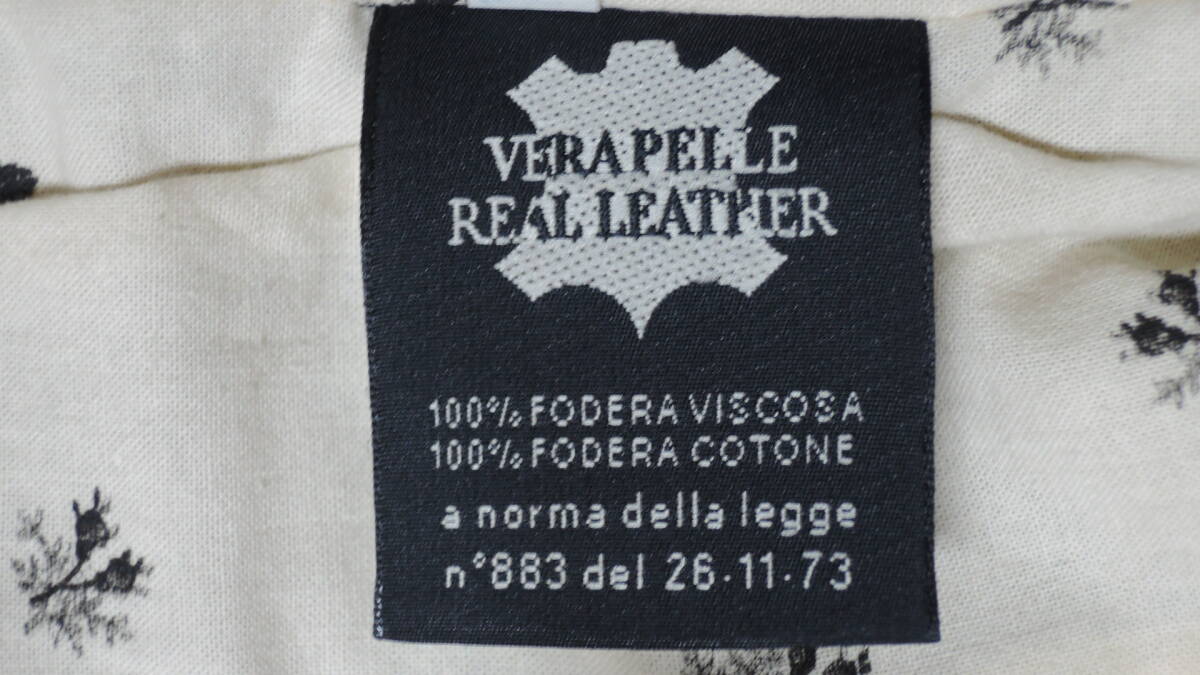 VERA PELLE
REAL LEATHER
100% FODERA VISCOSA
100% FODERA COTONE
a norma della legge
n°883 del 26·11·73